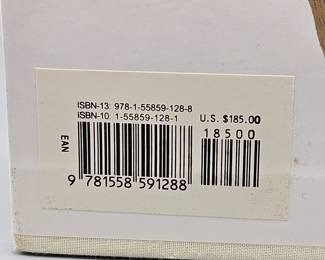 ISBN-13: 978-1-55859-128-8
ISBN-10: 1-55859-128-1
U.S. $185.00
18500
EAN
9 781558 591288